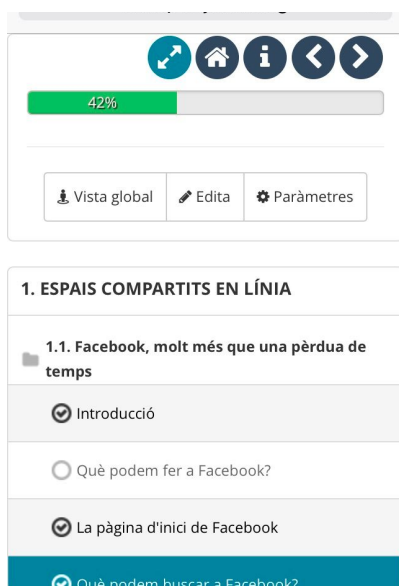 42%
Vista global
Edita
Paràmetres
1. ESPAIS COMPARTITS EN LÍNIA
1.1. Facebook, molt més que una pèrdua de
temps
Introducció
Què podem fer a Facebook?
La pàgina d'inici de Facebook
Què podem buscar a Facebook?